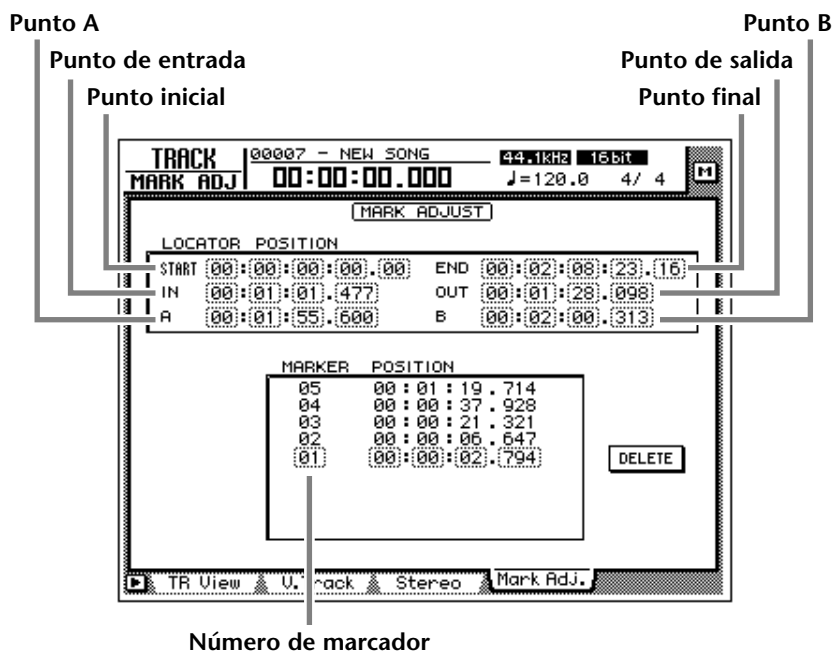 Punto A Punto B
Punto de entrada Punto de salida
Punto inicial Punto final
TRACK 00007 - NEW SONG 44.1kHz 16bit
MARK ADJ 00:00:00.000 ♩=120.0 4/ 4 M
MARK ADJUST
LOCATOR POSITION
START 00:00:00:00.00 END 00:02:08:23.16
IN 00:01:01.477 OUT 00:01:28.098
A 00:01:55.600 B 00:02:00.313
MARKER POSITION
05 00:01:19.714
04 00:00:37.928
03 00:00:21.321
02 00:00:06.647
01 00:00:02.794 DELETE
TR View V.Track Stereo Mark Adj.
Número de marcador